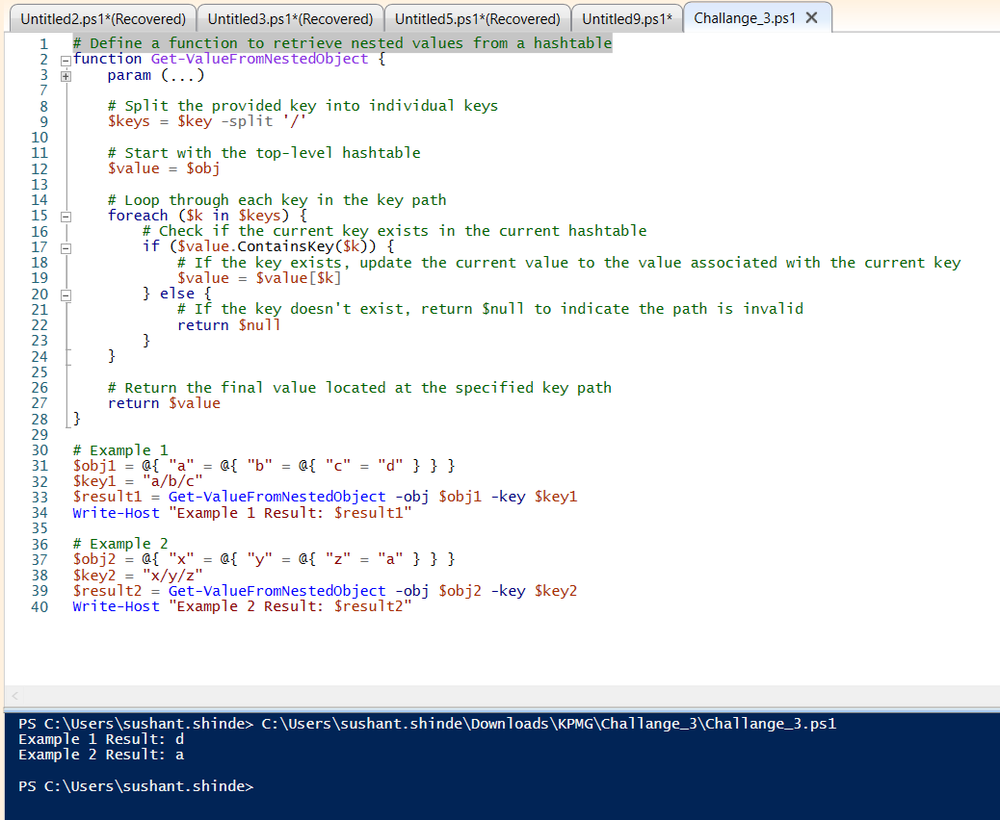 Untitled2.ps1*(Recovered) Untitled3.ps1*(Recovered) Untitled5.ps1*(Recovered) Untitled9.ps1* Challange_3.ps1 ✕
1 # Define a function to retrieve nested values from a hashtable
2 function Get-ValueFromNestedObject {
3     param (...)
7
8     # Split the provided key into individual keys
9     $keys = $key -split '/'
10
11     # Start with the top-level hashtable
12     $value = $obj
13
14     # Loop through each key in the key path
15     foreach ($k in $keys) {
16         # Check if the current key exists in the current hashtable
17         if ($value.ContainsKey($k)) {
18             # If the key exists, update the current value to the value associated with the current key
19             $value = $value[$k]
20         } else {
21             # If the key doesn't exist, return $null to indicate the path is invalid
22             return $null
23         }
24     }
25
26     # Return the final value located at the specified key path
27     return $value
28 }
29
30 # Example 1
31 $obj1 = @{ "a" = @{ "b" = @{ "c" = "d" } } }
32 $key1 = "a/b/c"
33 $result1 = Get-ValueFromNestedObject -obj $obj1 -key $key1
34 Write-Host "Example 1 Result: $result1"
35
36 # Example 2
37 $obj2 = @{ "x" = @{ "y" = @{ "z" = "a" } } }
38 $key2 = "x/y/z"
39 $result2 = Get-ValueFromNestedObject -obj $obj2 -key $key2
40 Write-Host "Example 2 Result: $result2"
PS C:\Users\sushant.shinde> C:\Users\sushant.shinde\Downloads\KPMG\Challange_3\Challange_3.ps1
Example 1 Result: d
Example 2 Result: a
PS C:\Users\sushant.shinde>